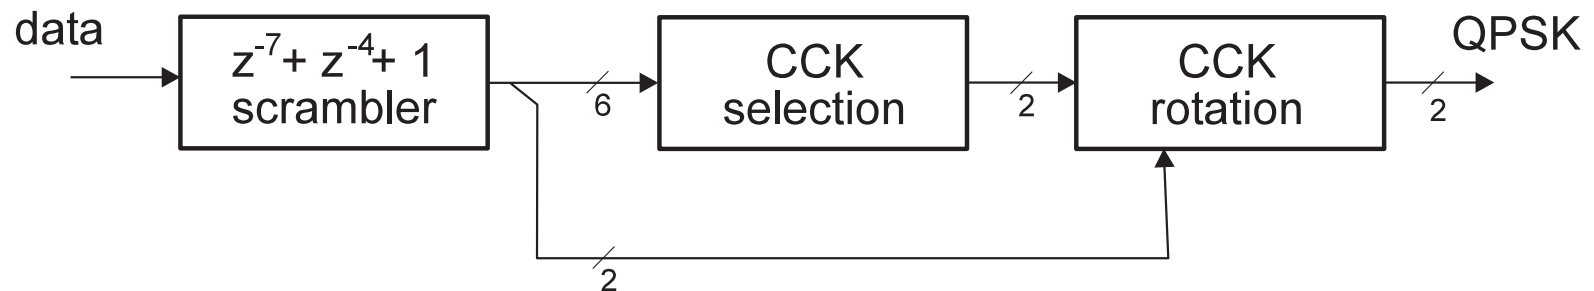 data
z⁻⁷+ z⁻⁴+ 1
scrambler
6
CCK
selection
2
CCK
rotation
QPSK
2
2